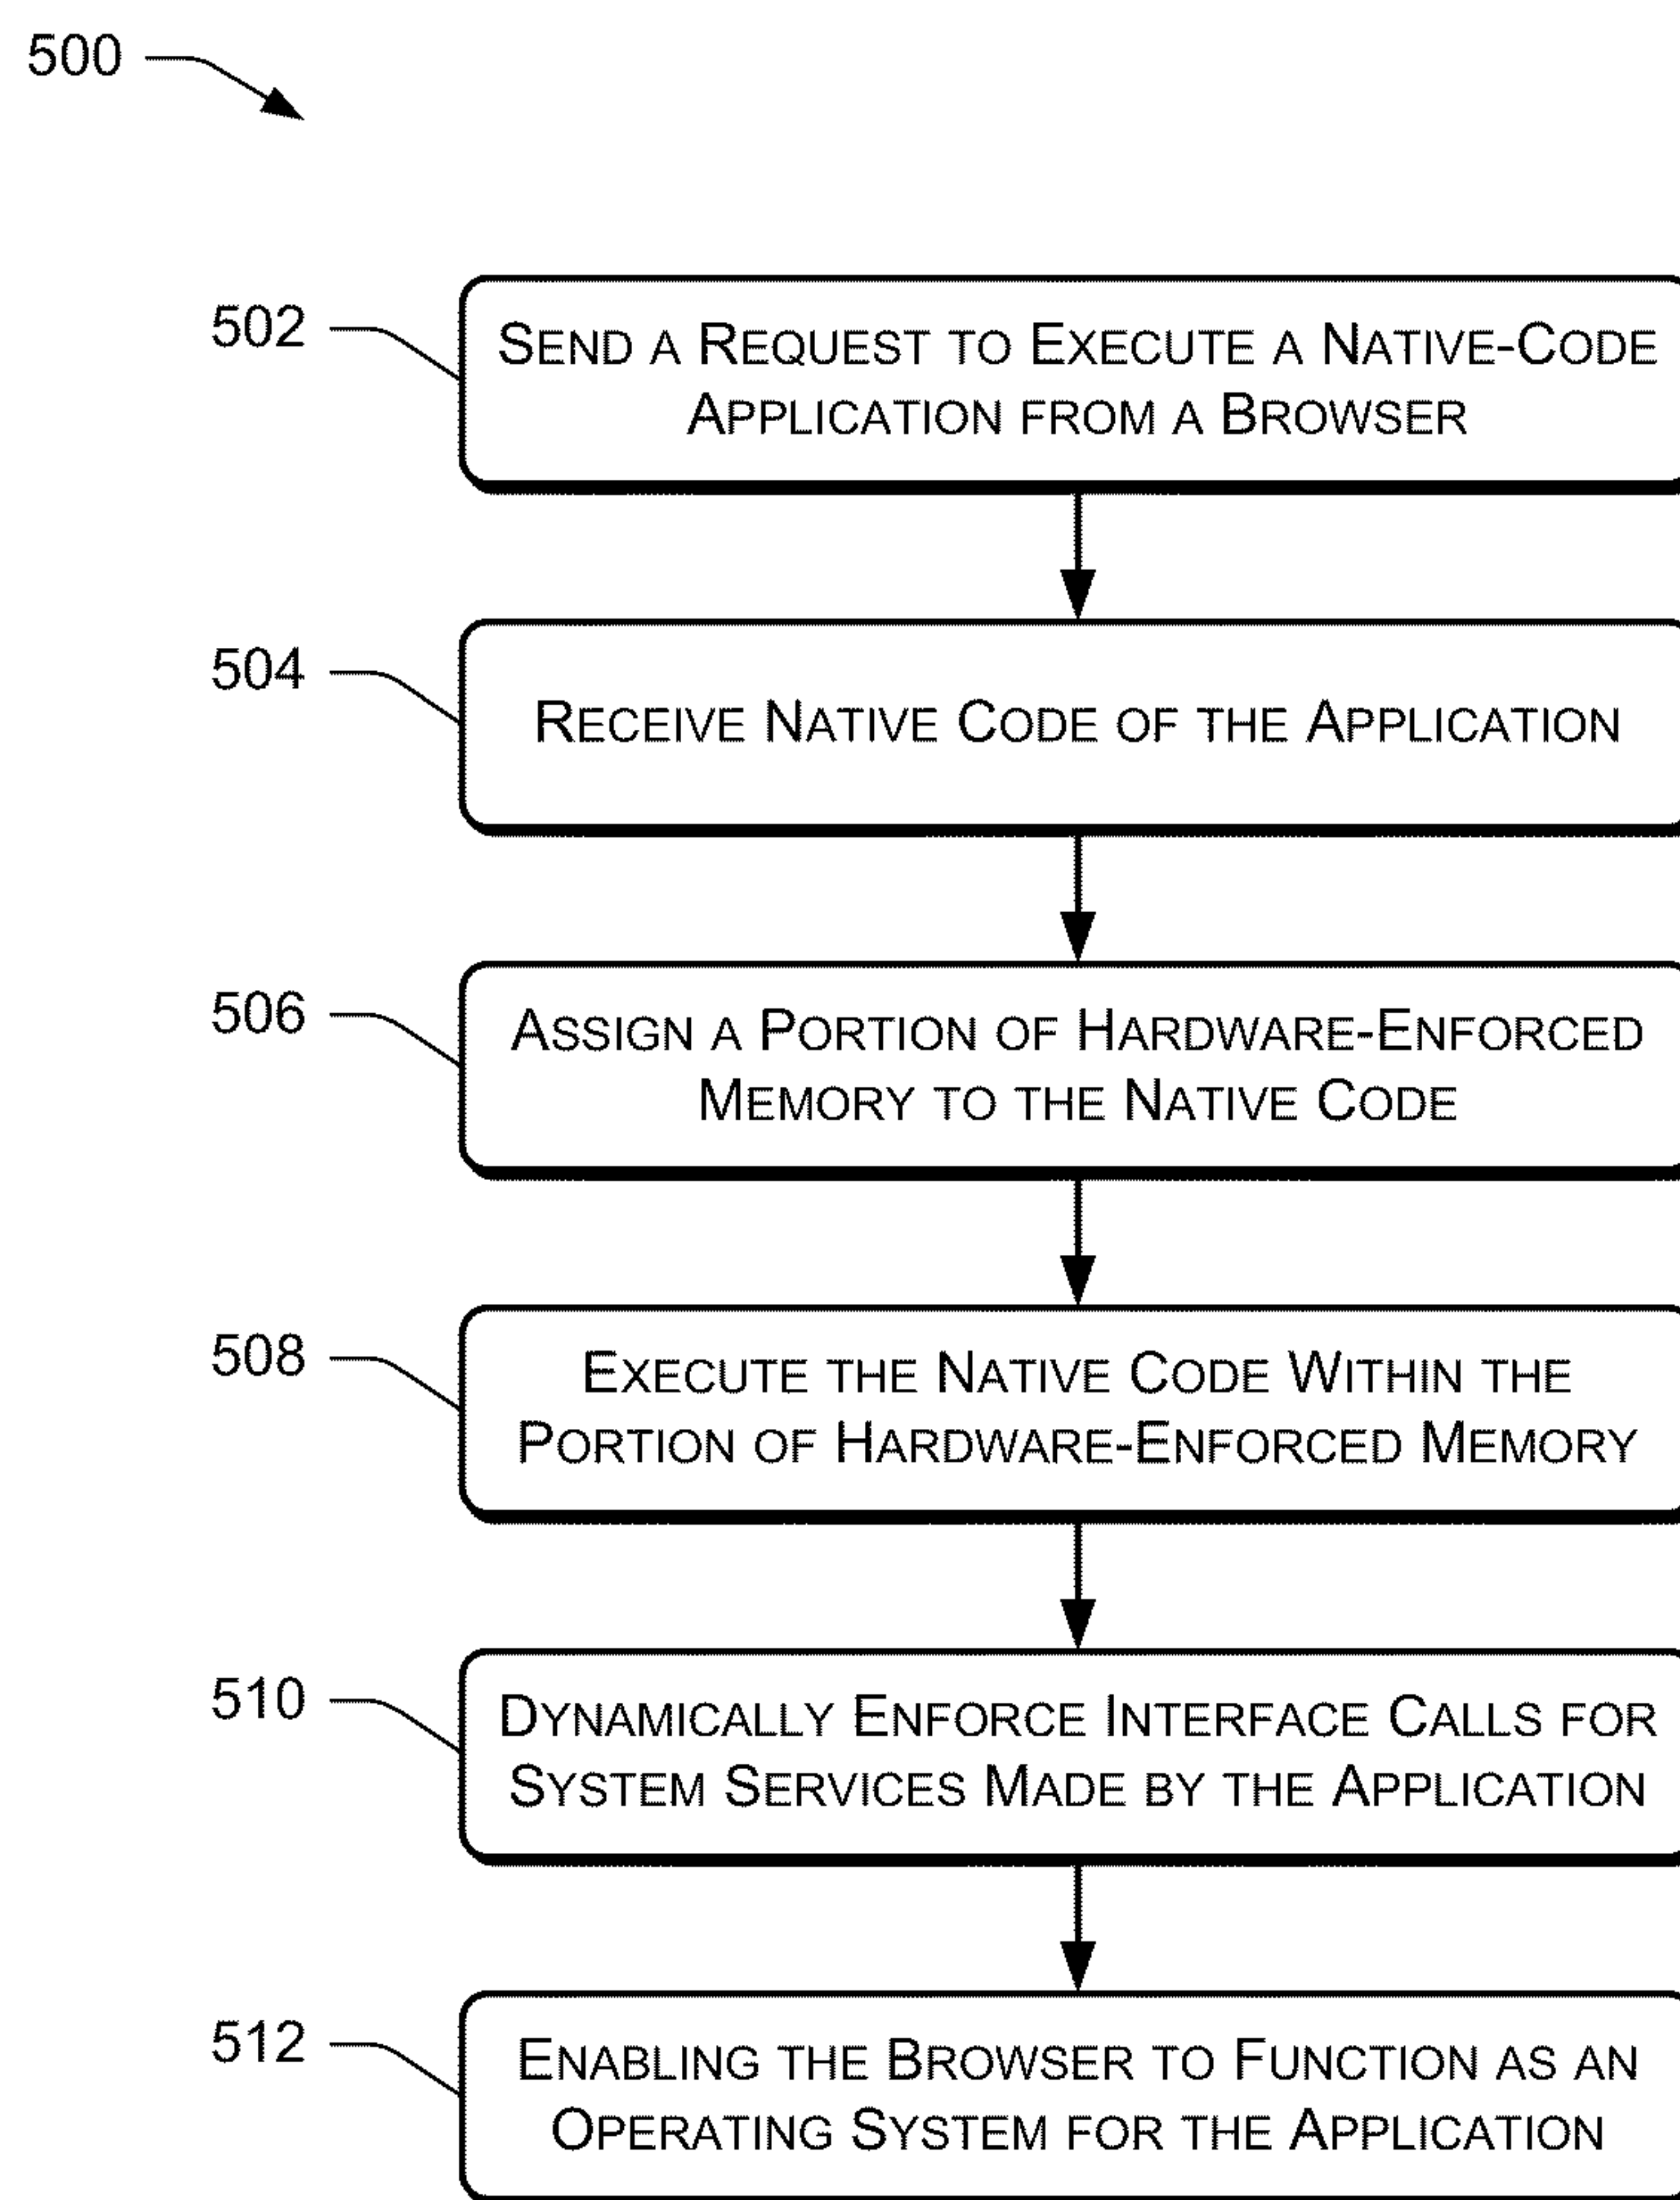 500
502
SEND A REQUEST TO EXECUTE A NATIVE-CODE
APPLICATION FROM A BROWSER
504
RECEIVE NATIVE CODE OF THE APPLICATION
506
ASSIGN A PORTION OF HARDWARE-ENFORCED
MEMORY TO THE NATIVE CODE
508
EXECUTE THE NATIVE CODE WITHIN THE
PORTION OF HARDWARE-ENFORCED MEMORY
510
DYNAMICALLY ENFORCE INTERFACE CALLS FOR
SYSTEM SERVICES MADE BY THE APPLICATION
512
ENABLING THE BROWSER TO FUNCTION AS AN
OPERATING SYSTEM FOR THE APPLICATION